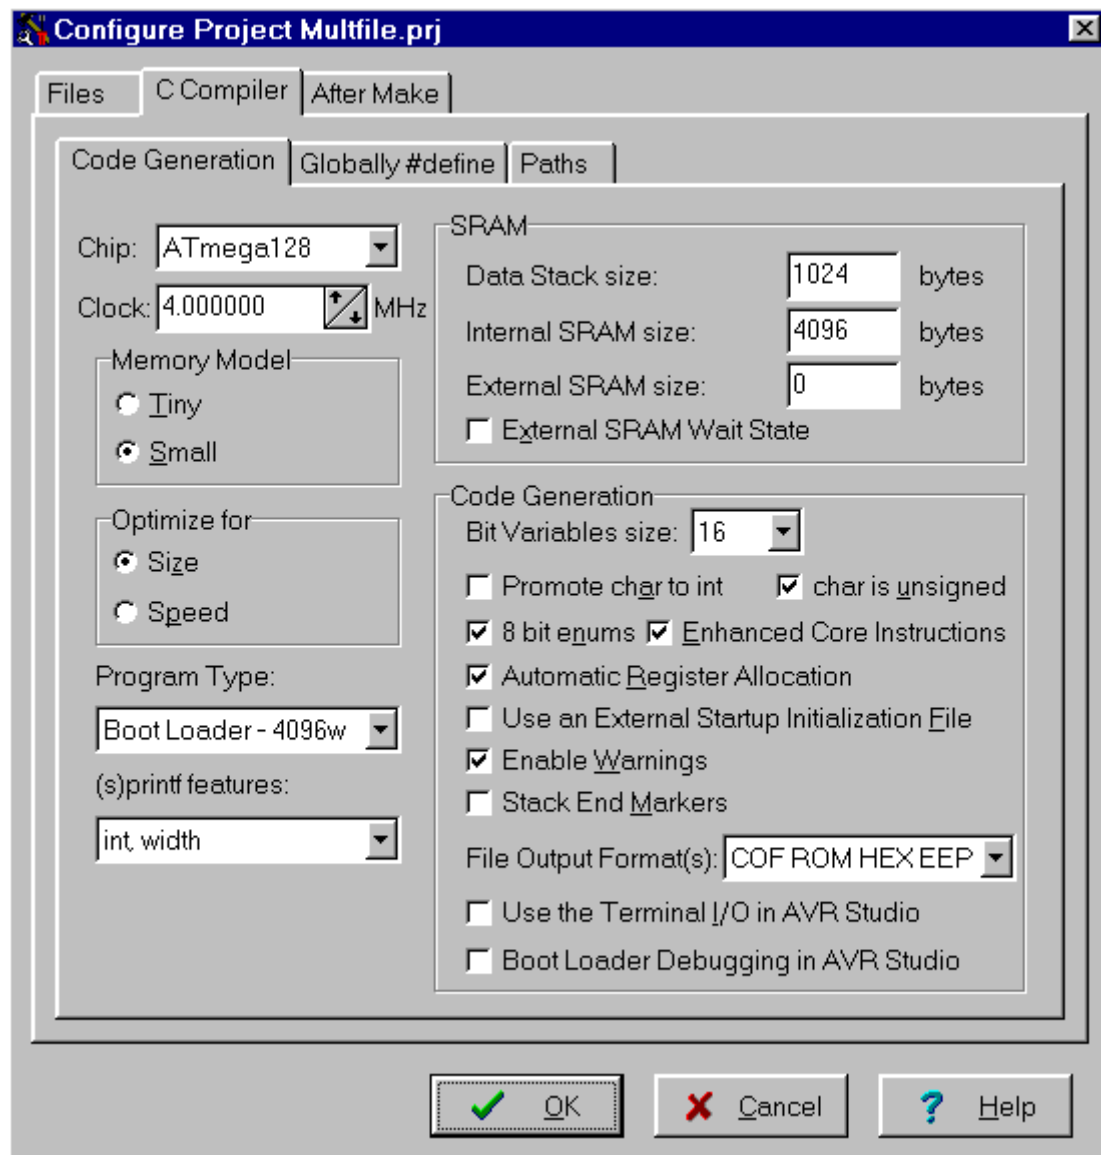 Configure Project Multfile.prj
Files
C Compiler
After Make
Code Generation
Globally #define
Paths
Chip: ATmega128
Clock: 4.000000 MHz
Memory Model
Tiny
Small
Optimize for
Size
Speed
Program Type:
Boot Loader - 4096w
(s)printf features:
int, width
SRAM
Data Stack size: 1024 bytes
Internal SRAM size: 4096 bytes
External SRAM size: 0 bytes
External SRAM Wait State
Code Generation
Bit Variables size: 16
Promote char to int char is unsigned
8 bit enums Enhanced Core Instructions
Automatic Register Allocation
Use an External Startup Initialization File
Enable Warnings
Stack End Markers
File Output Format(s): COF ROM HEX EEP
Use the Terminal I/O in AVR Studio
Boot Loader Debugging in AVR Studio
OK
Cancel
? Help